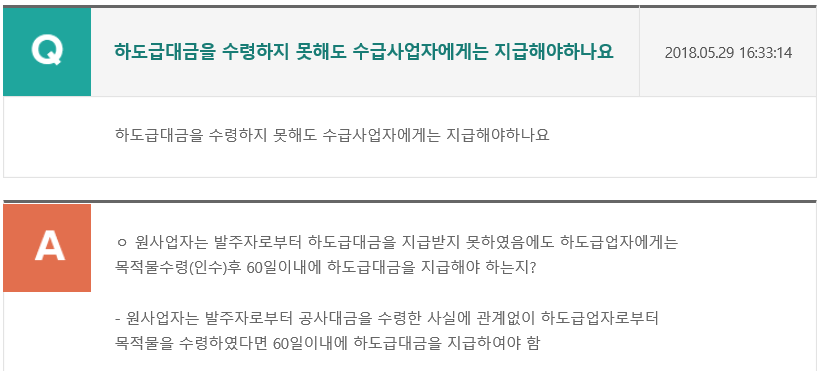 Q
하도급대금을 수령하지 못해도 수급사업자에게는 지급해야하나요
2018.05.29 16:33:14
하도급대금을 수령하지 못해도 수급사업자에게는 지급해야하나요
A
ㅇ 원사업자는 발주자로부터 하도급대금을 지급받지 못하였음에도 하도급업자에게는
목적물수령(인수)후 60일이내에 하도급대금을 지급해야 하는지?
- 원사업자는 발주자로부터 공사대금을 수령한 사실에 관계없이 하도급업자로부터
목적물을 수령하였다면 60일이내에 하도급대금을 지급하여야 함